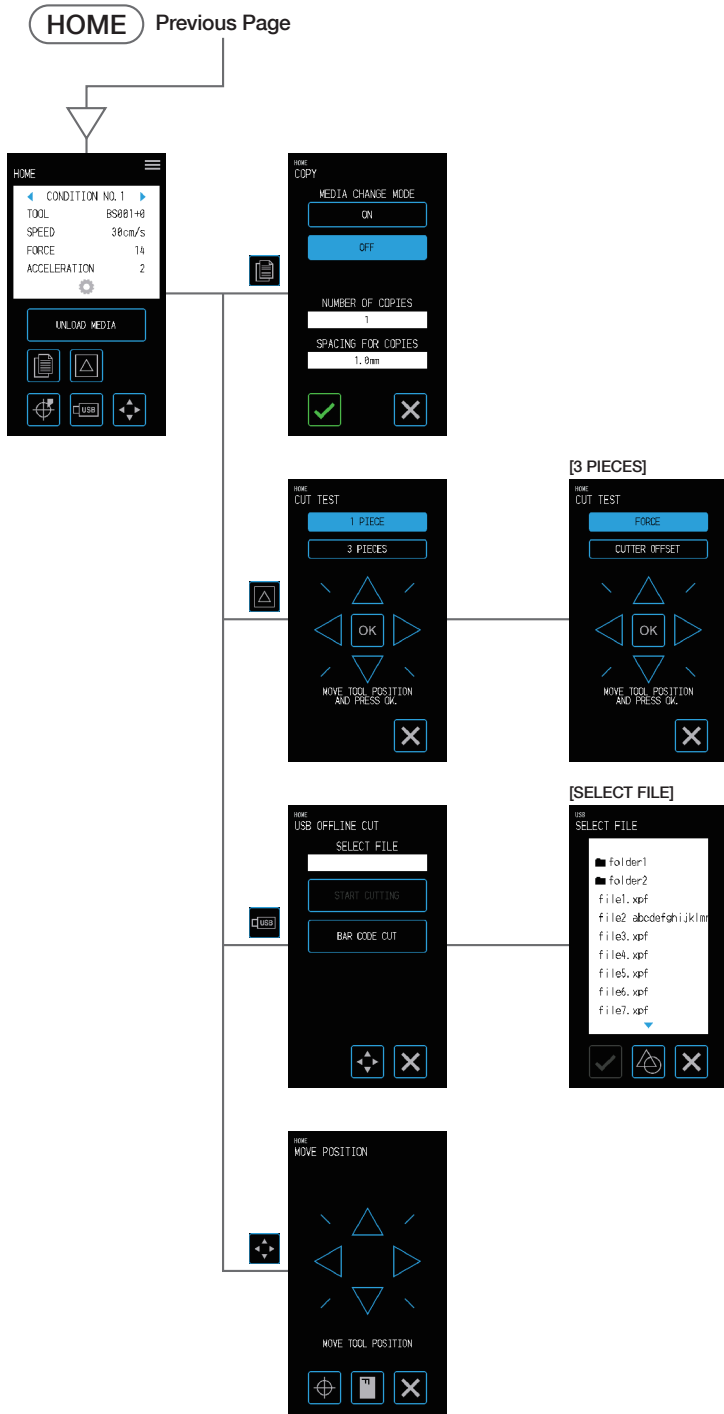 HOME Previous Page
HOME
CONDITION NO.1
TOOL BS001+0
SPEED 30cm/s
FORCE 14
ACCELERATION 2
UNLOAD MEDIA
USB
HOME
COPY
MEDIA CHANGE MODE
ON
OFF
NUMBER OF COPIES
1
SPACING FOR COPIES
1.0mm
HOME
CUT TEST
1 PIECE
3 PIECES
OK
MOVE TOOL POSITION
AND PRESS OK.
[3 PIECES]
HOME
CUT TEST
FORCE
CUTTER OFFSET
OK
MOVE TOOL POSITION
AND PRESS OK.
USB
HOME
USB OFFLINE CUT
SELECT FILE
START CUTTING
BAR CODE CUT
[SELECT FILE]
USB
SELECT FILE
folder1
folder2
file1.xpf
file2 abcdefghijklm
file3.xpf
file4.xpf
file5.xpf
file6.xpf
file7.xpf
HOME
MOVE POSITION
MOVE TOOL POSITION